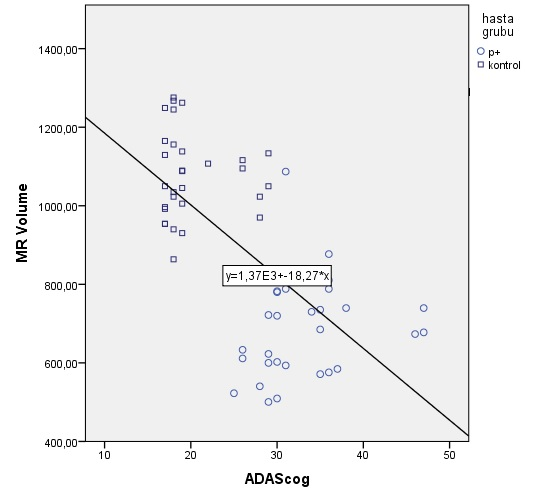 hasta
grubu
p+
kontrol
1400,00
1200,00
1000,00
800,00
600,00
400,00
MR Volume
y=1,37E3+-18,27*x
10 20 30 40 50
ADAScog